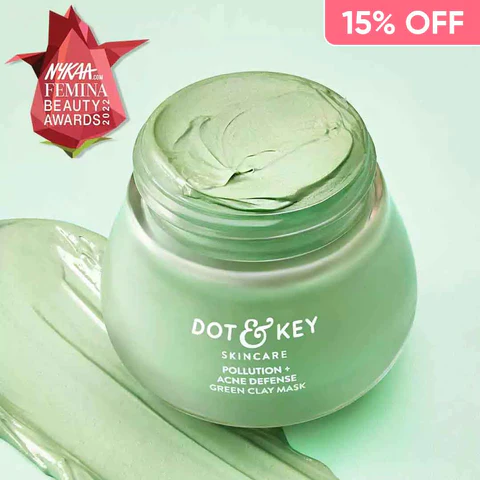 NYKAA.COM
FEMINA
BEAUTY
AWARDS 2022
15% OFF
DOT & KEY
SKINCARE
POLLUTION +
ACNE DEFENSE
GREEN CLAY MASK